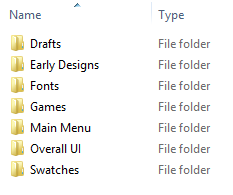 Name Type
Drafts File folder
Early Designs File folder
Fonts File folder
Games File folder
Main Menu File folder
Overall UI File folder
Swatches File folder